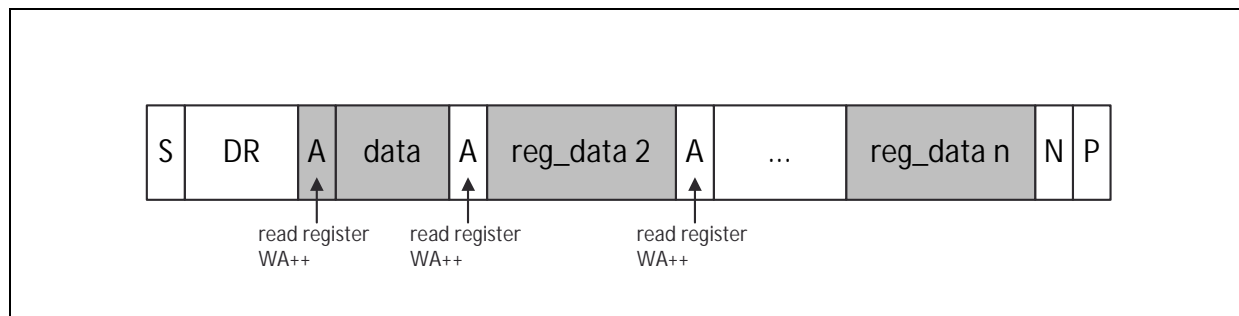 S DR A data A reg_data 2 A ... reg_data n N P
read register read register read register
WA++ WA++ WA++